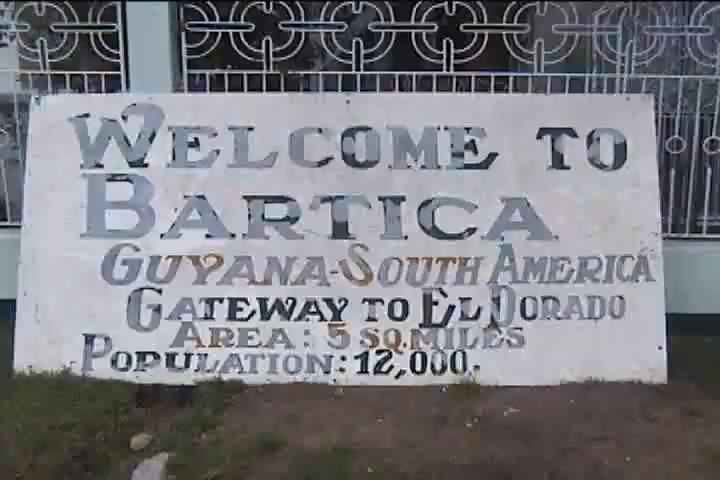 WELCOME TO
BARTICA
GUYANA-SOUTH AMERICA
GATEWAY TO EL DORADO
AREA: 5 SQ.MILES
POPULATION: 12,000.